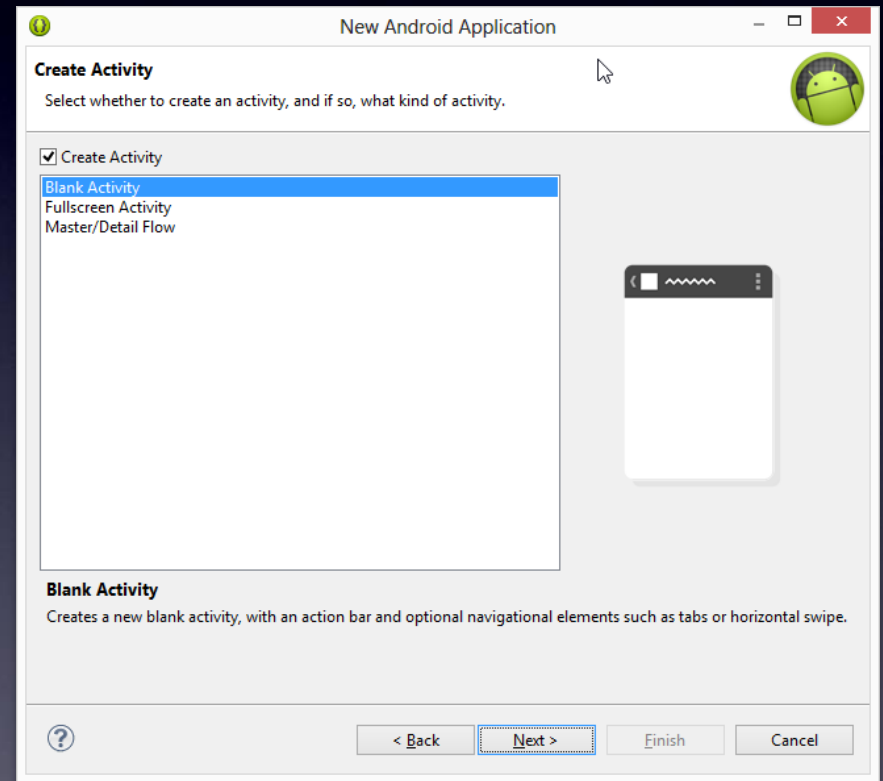 New Android Application
Create Activity
Select whether to create an activity, and if so, what kind of activity.
Create Activity
Blank Activity
Fullscreen Activity
Master/Detail Flow
Blank Activity
Creates a new blank activity, with an action bar and optional navigational elements such as tabs or horizontal swipe.
? < Back Next > Finish Cancel